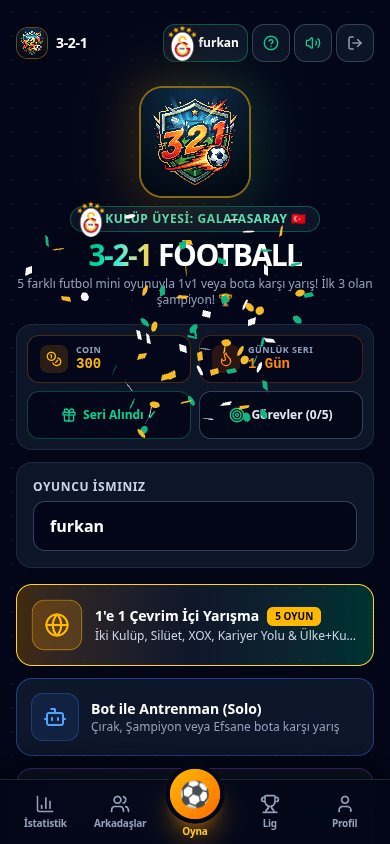 3-2-1
furkan
321
KULÜP ÜYESİ: GALATASARAY
3-2-1 FOOTBALL
5 farklı futbol mini oyunuyla 1v1 veya bota karşı yarış! İlk 3 olan
şampiyon! 🏆
COIN
300
GÜNLÜK SERİ
1 Gün
Seri Alındı ✓
Görevler (0/5)
OYUNCU İSMINIZ
furkan
1'e 1 Çevrim İçi Yarışma
5 OYUN
İki Kulüp, Silüet, XOX, Kariyer Yolu & Ülke+Ku...
Bot ile Antrenman (Solo)
Çırak, Şampiyon veya Efsane bota karşı yarış
İstatistik
Arkadaşlar
Oyna
Lig
Profil